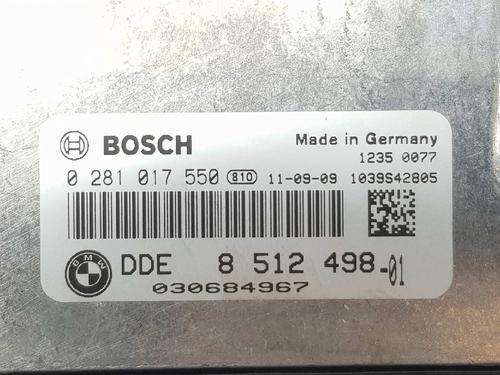 BOSCH
Made in Germany
1235 0077
0 281 017 550 810 11-09-09 1039S42805
BMW DDE 8 512 498-01
030684967